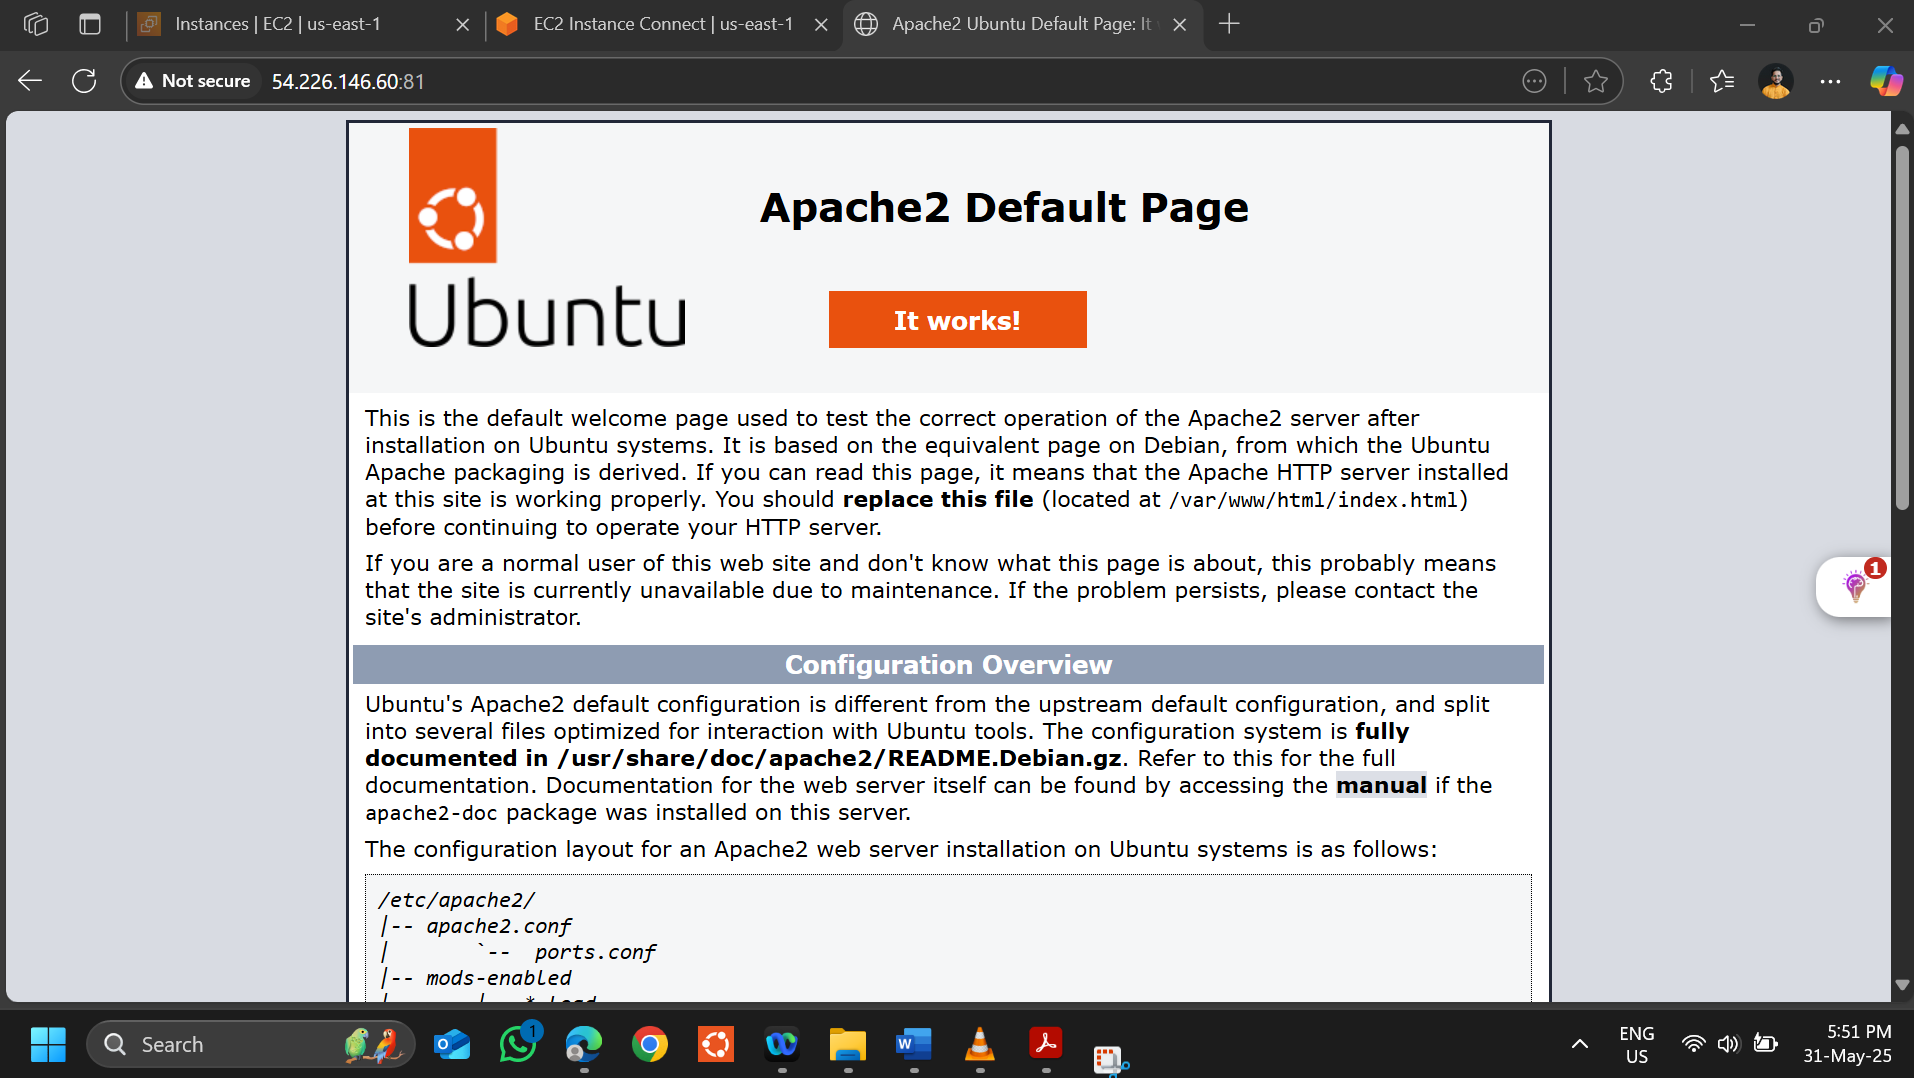 Instances | EC2 | us-east-1
EC2 Instance Connect | us-east-1
Apache2 Ubuntu Default Page: It
Not secure
54.226.146.60:81
Ubuntu
Apache2 Default Page
It works!
This is the default welcome page used to test the correct operation of the Apache2 server after
installation on Ubuntu systems. It is based on the equivalent page on Debian, from which the Ubuntu
Apache packaging is derived. If you can read this page, it means that the Apache HTTP server installed
at this site is working properly. You should replace this file (located at /var/www/html/index.html)
before continuing to operate your HTTP server.
If you are a normal user of this web site and don't know what this page is about, this probably means
that the site is currently unavailable due to maintenance. If the problem persists, please contact the
site's administrator.
1
Configuration Overview
Ubuntu's Apache2 default configuration is different from the upstream default configuration, and split
into several files optimized for interaction with Ubuntu tools. The configuration system is fully
documented in /usr/share/doc/apache2/README.Debian.gz. Refer to this for the full
documentation. Documentation for the web server itself can be found by accessing the manual if the
apache2-doc package was installed on this server.
The configuration layout for an Apache2 web server installation on Ubuntu systems is as follows:
/etc/apache2/
|-- apache2.conf
|       `--  ports.conf
|-- mods-enabled
Search
1
ENG
US
5:51 PM
31-May-25